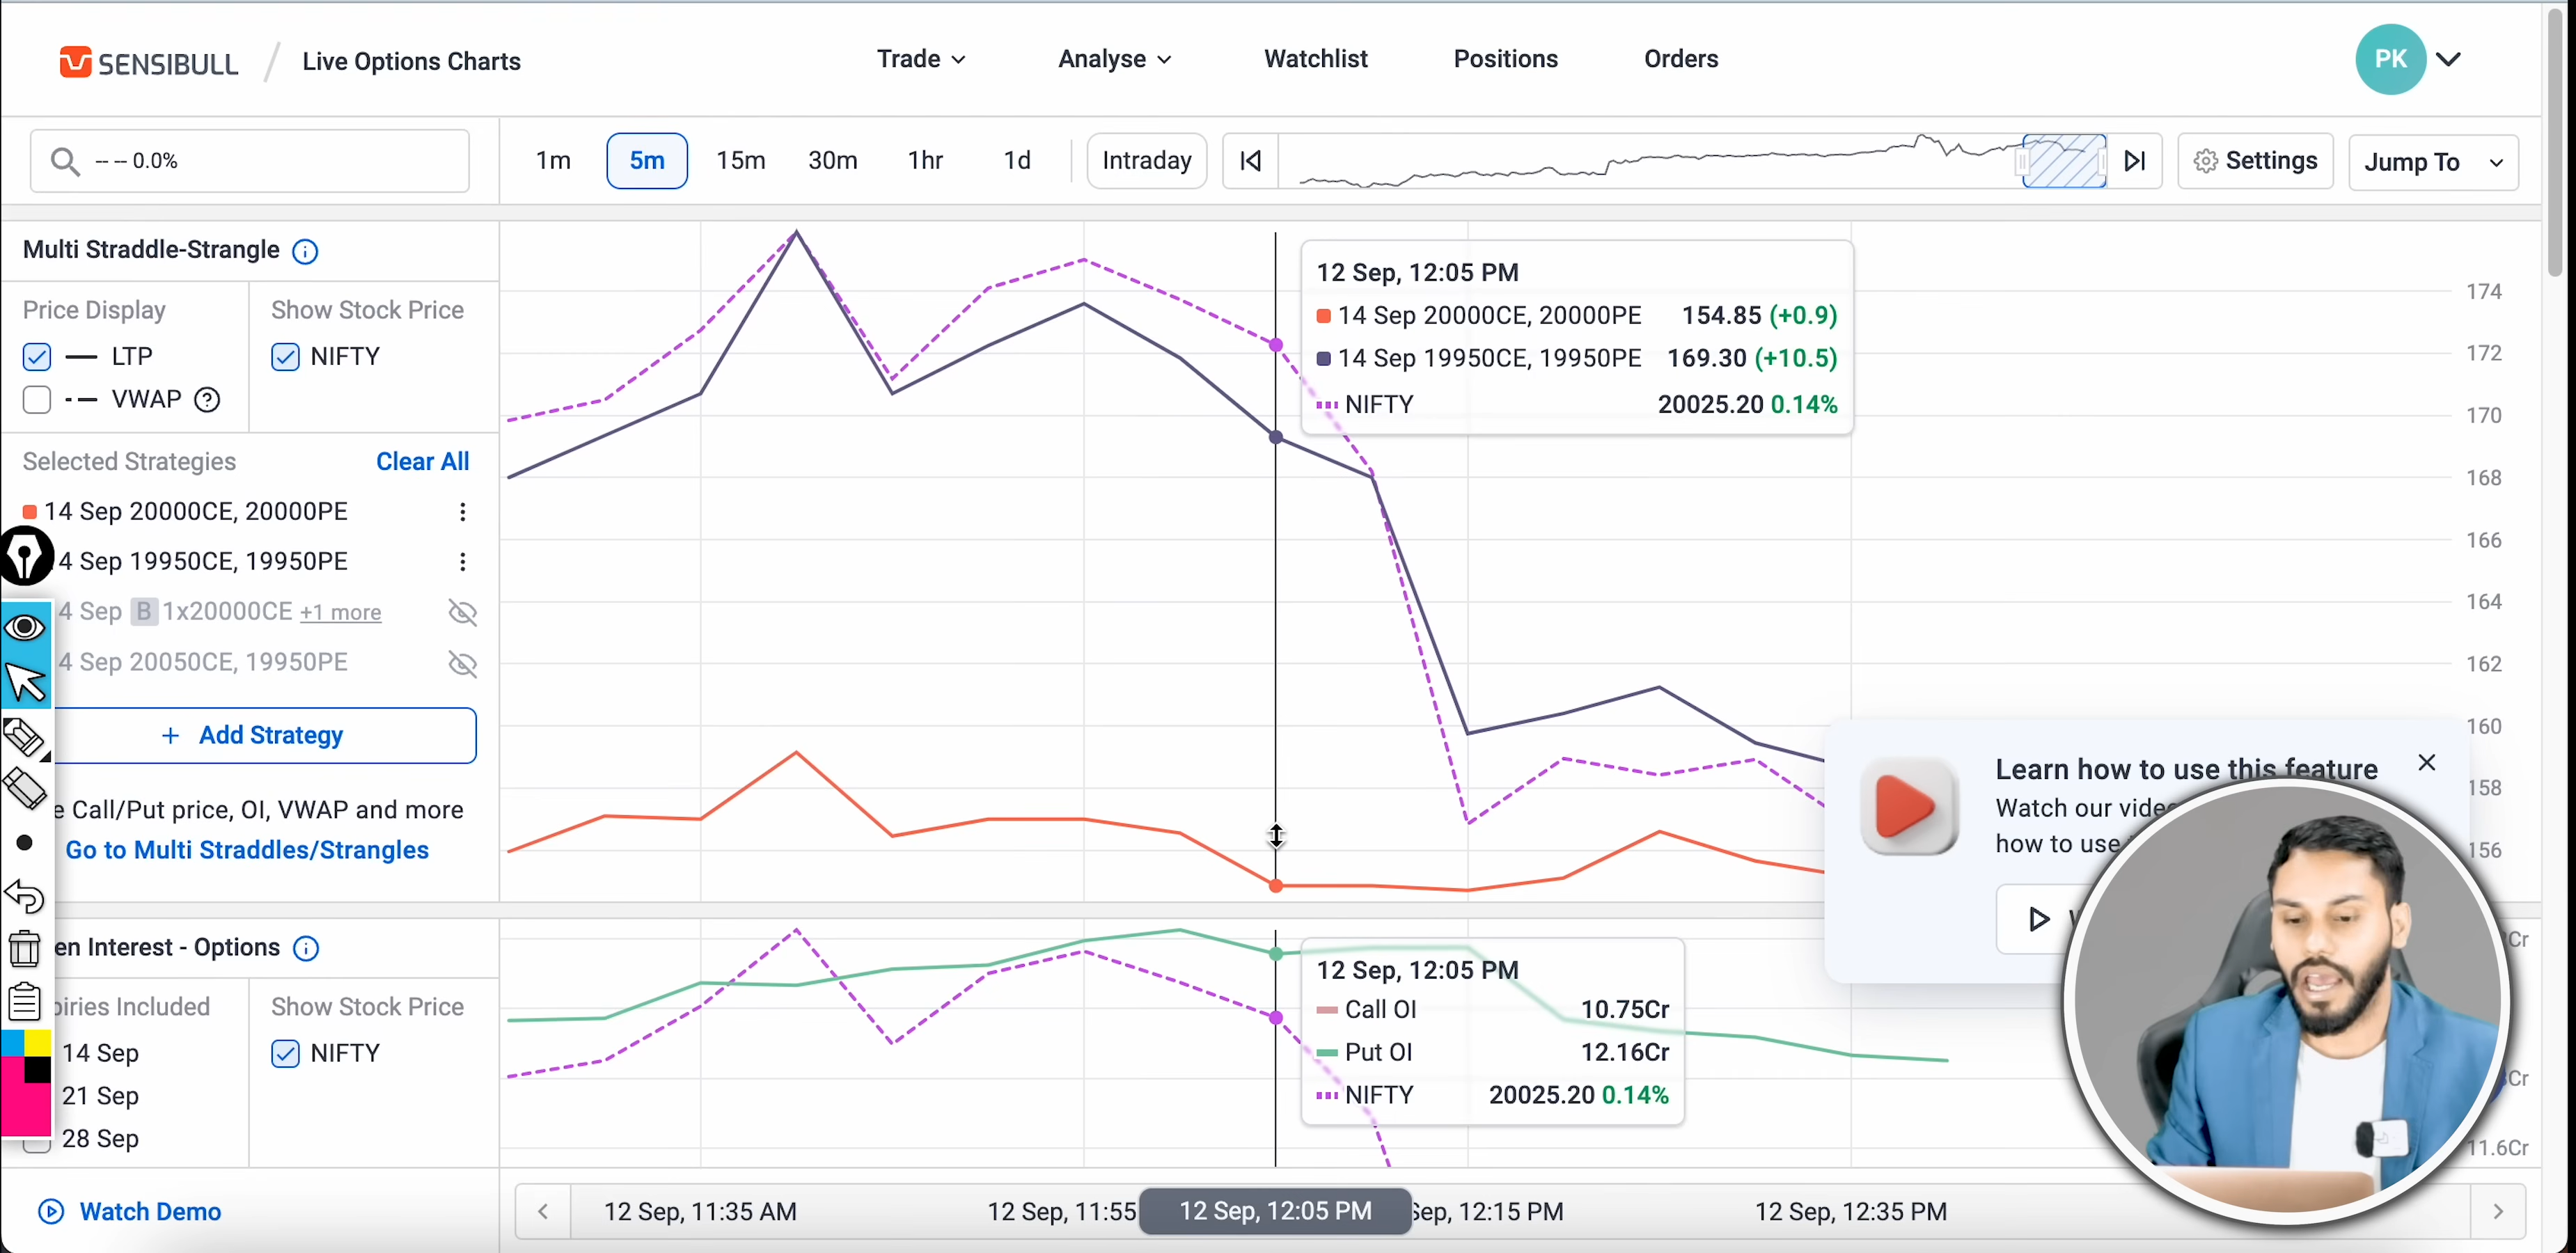 SENSIBULL / Live Options Charts
Trade
Analyse
Watchlist
Positions
Orders
PK
-- -- 0.0%
1m 5m 15m 30m 1hr 1d
Intraday
Settings
Jump To
Multi Straddle-Strangle
Price Display
LTP
VWAP
Show Stock Price
NIFTY
Selected Strategies Clear All
14 Sep 20000CE, 20000PE
4 Sep 19950CE, 19950PE
4 Sep B 1x20000CE +1 more
4 Sep 20050CE, 19950PE
+ Add Strategy
e Call/Put price, OI, VWAP and more
Go to Multi Straddles/Strangles
12 Sep, 12:05 PM
14 Sep 20000CE, 20000PE 154.85 (+0.9)
14 Sep 19950CE, 19950PE 169.30 (+10.5)
NIFTY 20025.20 0.14%
174
172
170
168
166
164
162
160
158
156
Learn how to use this feature
Watch our vide
how to use
en Interest - Options
piries Included
14 Sep
21 Sep
28 Sep
Show Stock Price
NIFTY
12 Sep, 12:05 PM
Call OI 10.75Cr
Put OI 12.16Cr
NIFTY 20025.20 0.14%
Cr
Cr
11.6Cr
Watch Demo
12 Sep, 11:35 AM
12 Sep, 11:55
12 Sep, 12:05 PM
Sep, 12:15 PM
12 Sep, 12:35 PM